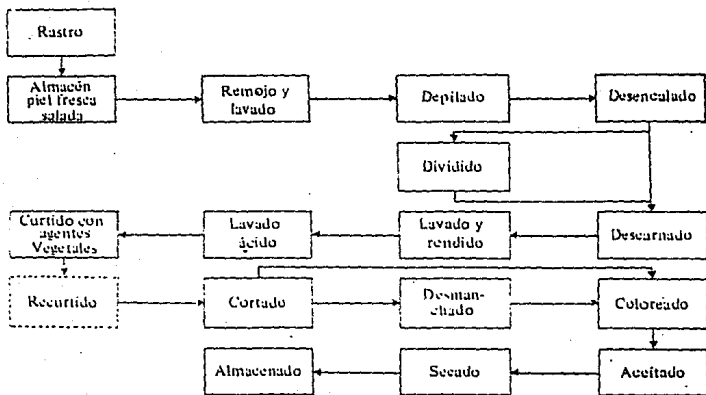 Rastro
Almacén
piel fresca
salada
Remojo y
lavado
Depilado
Desencalado
Dividido
Curtido con
agentes
Vegetales
Lavado
ácido
Lavado y
rendido
Descarnado
Recurtido
Cortado
Desman-
chado
Coloreado
Almacenado
Secado
Aceitado